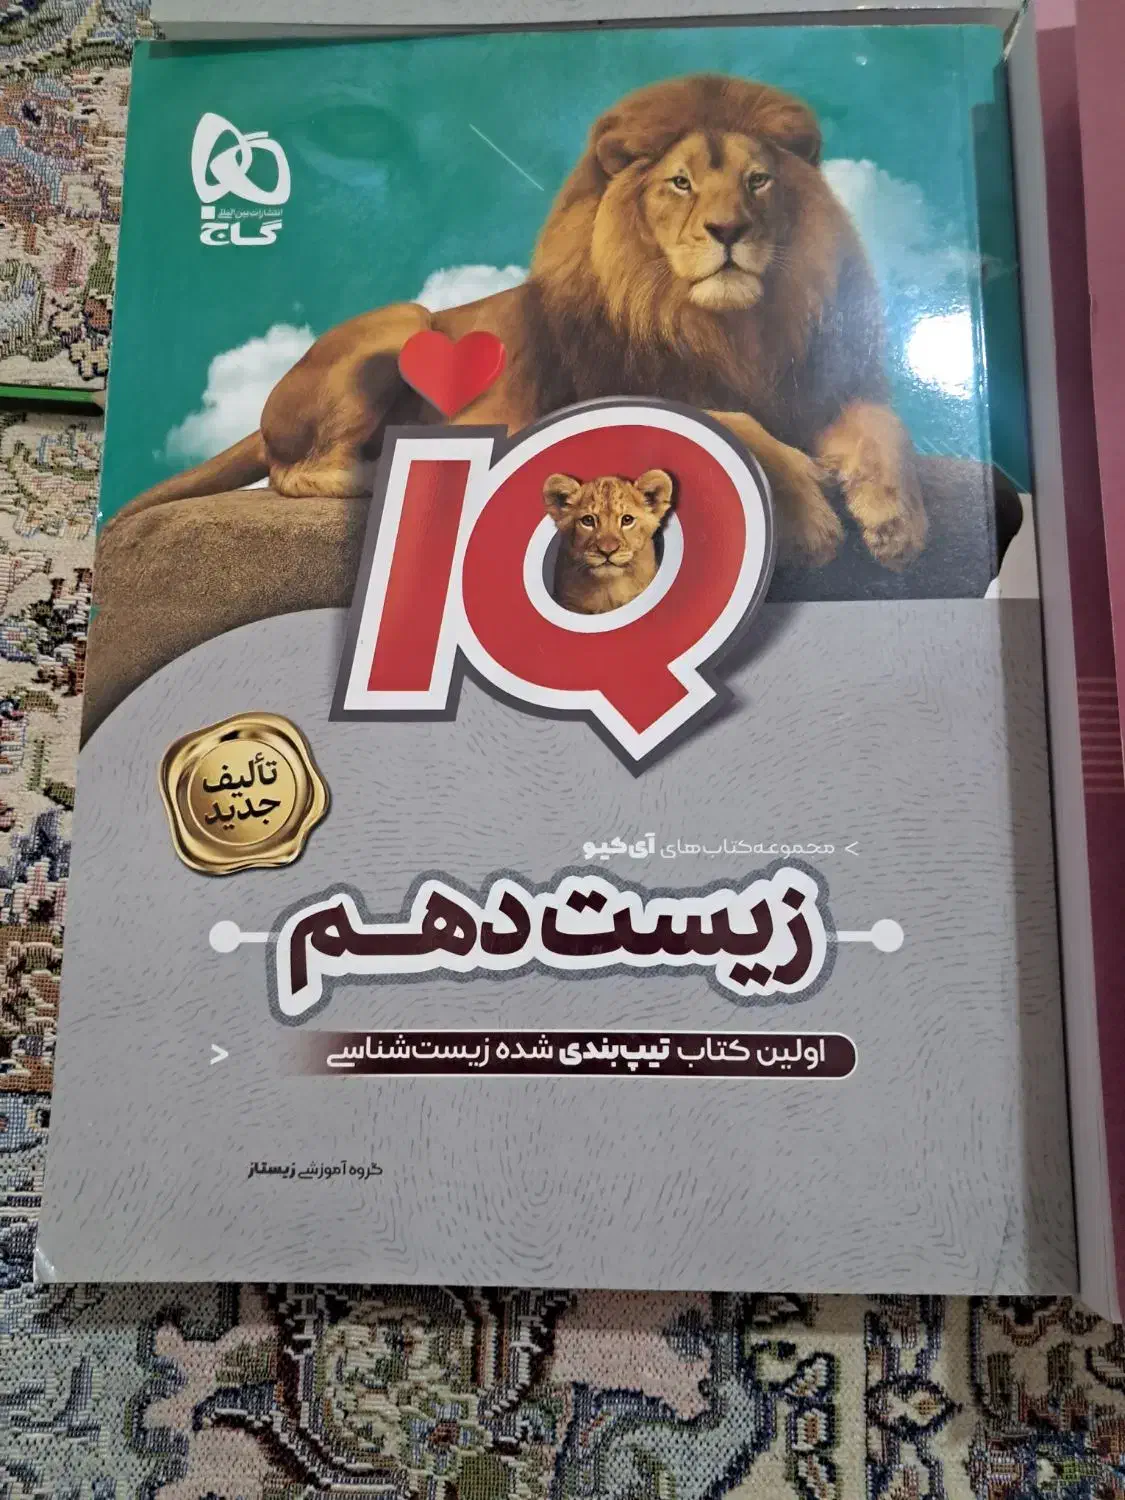 انتشارات بین‌المللی
گاج
IQ
تألیف
جدید
> مجموعه کتاب‌های آی‌کیو
زیست دهم
اولین کتاب تیپ‌بندی شده زیست‌شناسی >
گروه آموزشی زیستاز